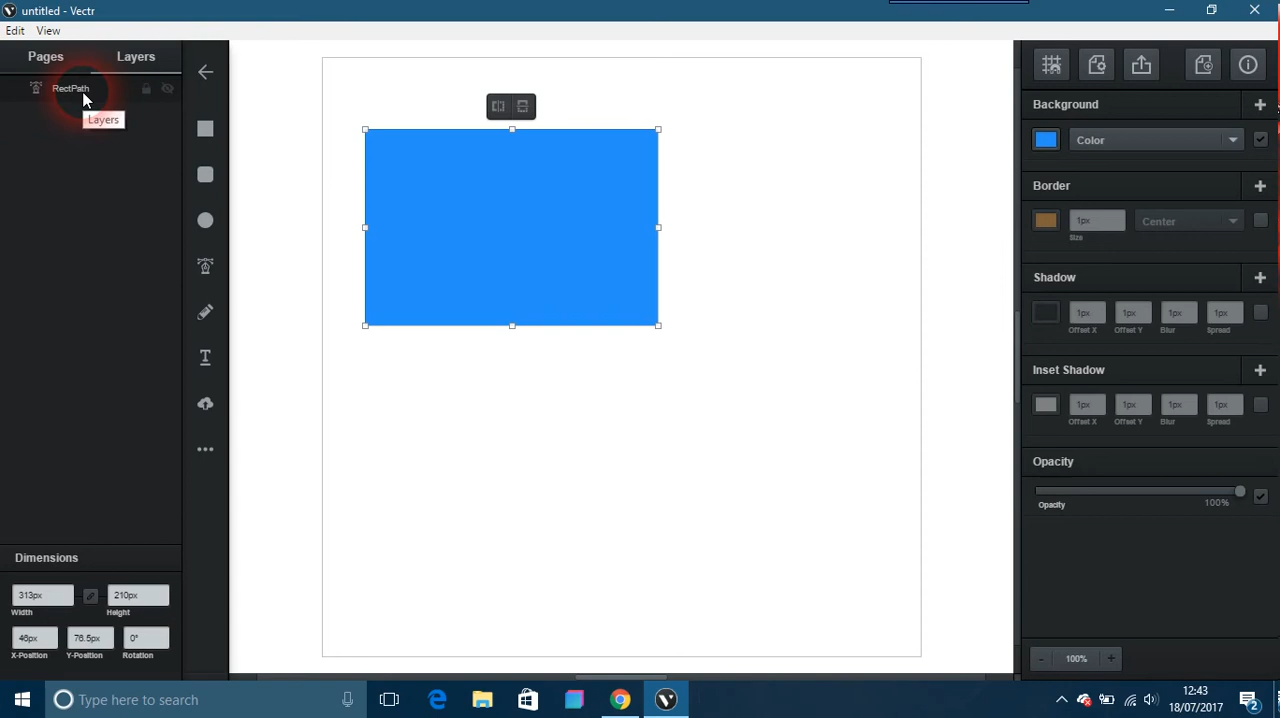 untitled - Vectr
Edit View
Pages Layers
RectPath
Layers
Background
Color
Border
1px Center
Size
Shadow
1px 1px 1px 1px
Offset X Offset Y Blur Spread
Inset Shadow
1px 1px 1px 1px
Offset X Offset Y Blur Spread
Opacity
Opacity 100%
Dimensions
313px 210px
Width Height
46px 76.5px 0°
X-Position Y-Position Rotation
- 100% +
Type here to search
12:43
18/07/2017
2